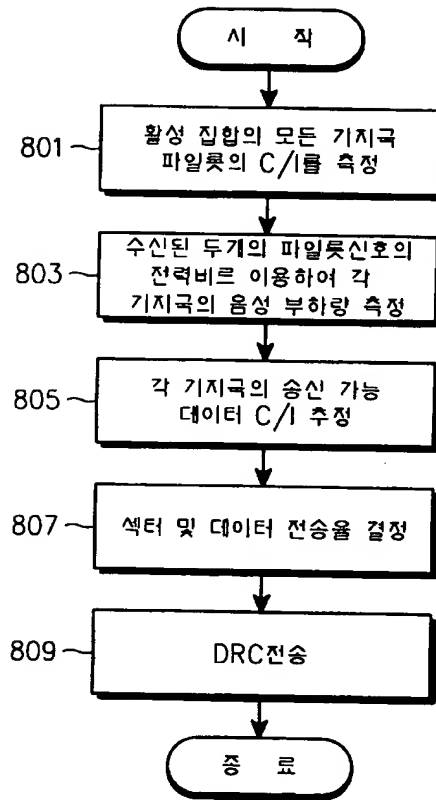 시 작
801
활성 집합의 모든 기지국
파일롯의 C/I를 측정
803
수신된 두개의 파일롯신호의
전력비르 이용하여 각
기지국의 음성 부하량 측정
805
각 기지국의 송신 가능
데이터 C/I 추정
807
섹터 및 데이터 전송율 결정
809
DRC전송
종 료